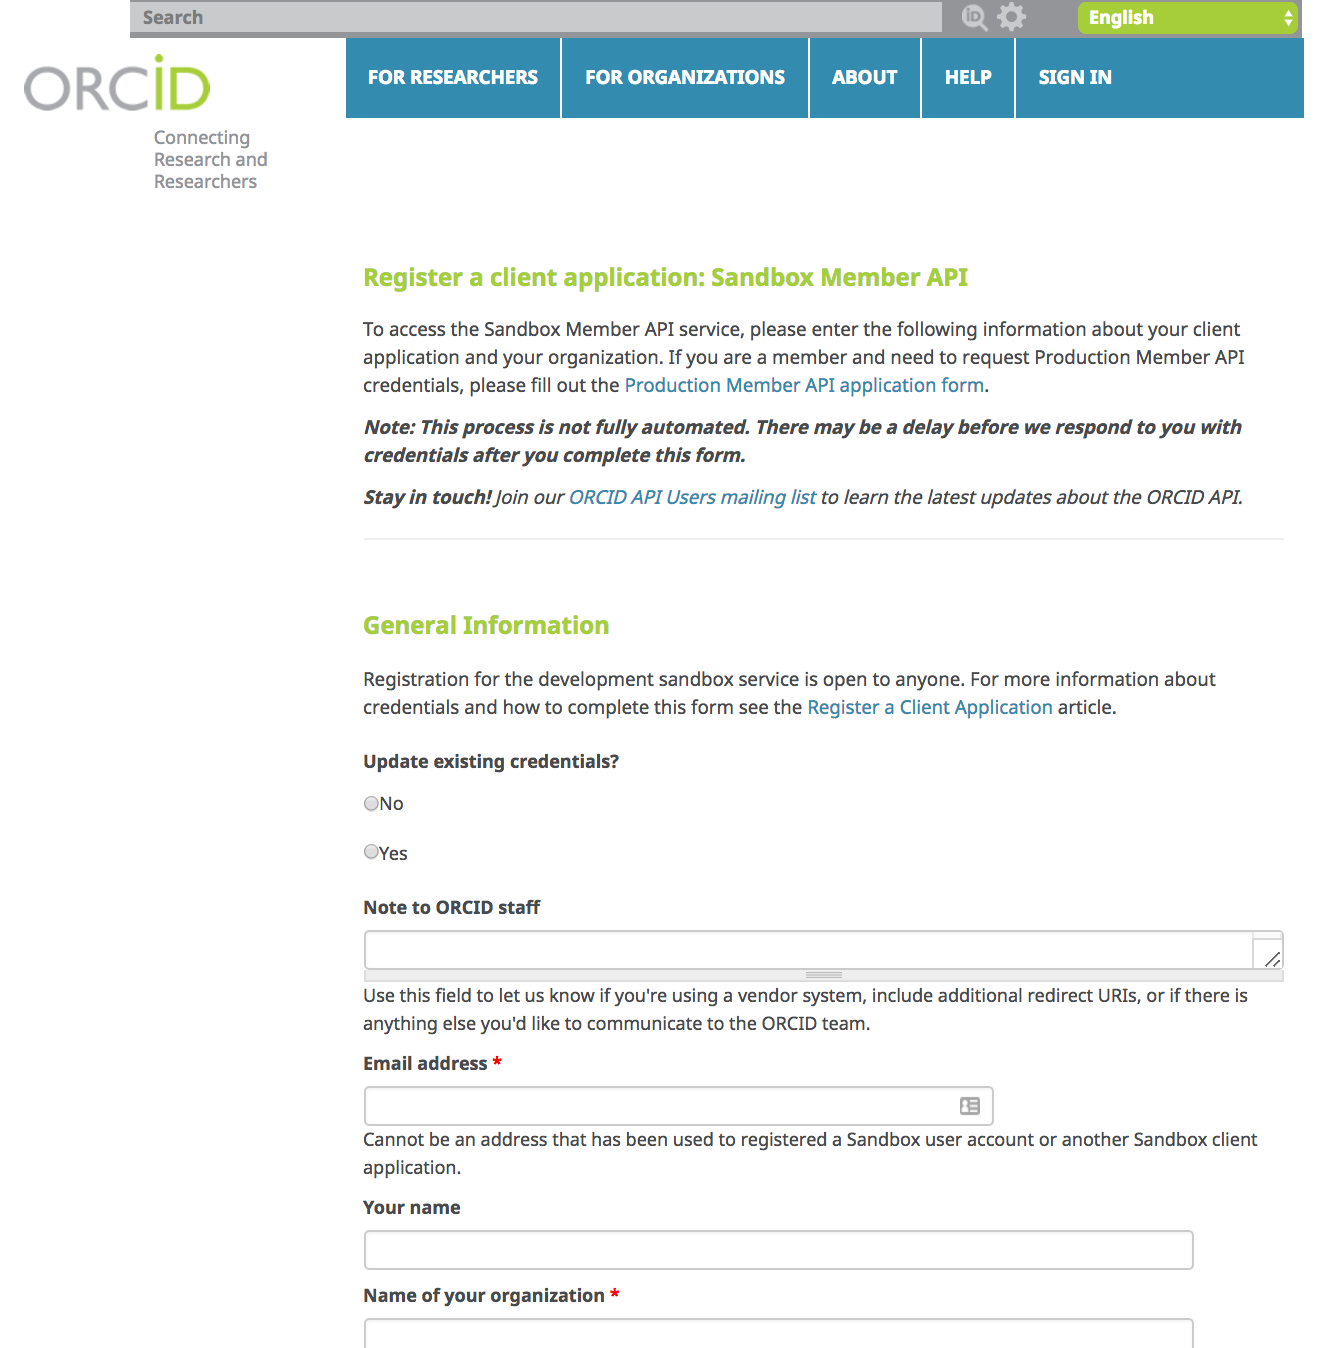 Search
iD
English
ORCiD
Connecting
Research and
Researchers
FOR RESEARCHERS
FOR ORGANIZATIONS
ABOUT
HELP
SIGN IN
Register a client application: Sandbox Member API
To access the Sandbox Member API service, please enter the following information about your client
application and your organization. If you are a member and need to request Production Member API
credentials, please fill out the Production Member API application form.
Note: This process is not fully automated. There may be a delay before we respond to you with
credentials after you complete this form.
Stay in touch! Join our ORCID API Users mailing list to learn the latest updates about the ORCID API.
General Information
Registration for the development sandbox service is open to anyone. For more information about
credentials and how to complete this form see the Register a Client Application article.
Update existing credentials?
No
Yes
Note to ORCID staff
Use this field to let us know if you're using a vendor system, include additional redirect URIs, or if there is
anything else you'd like to communicate to the ORCID team.
Email address *
Cannot be an address that has been used to registered a Sandbox user account or another Sandbox client
application.
Your name
Name of your organization *